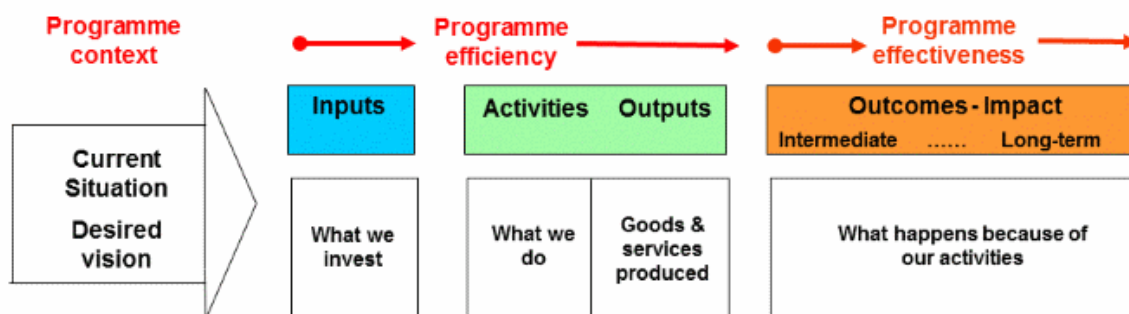 Programme
context
Programme
efficiency
Programme
effectiveness
Inputs
Activities Outputs
Outcomes - Impact
Intermediate ...... Long-term
Current
Situation
Desired
vision
What we
invest
What we
do
Goods &
services
produced
What happens because of
our activities